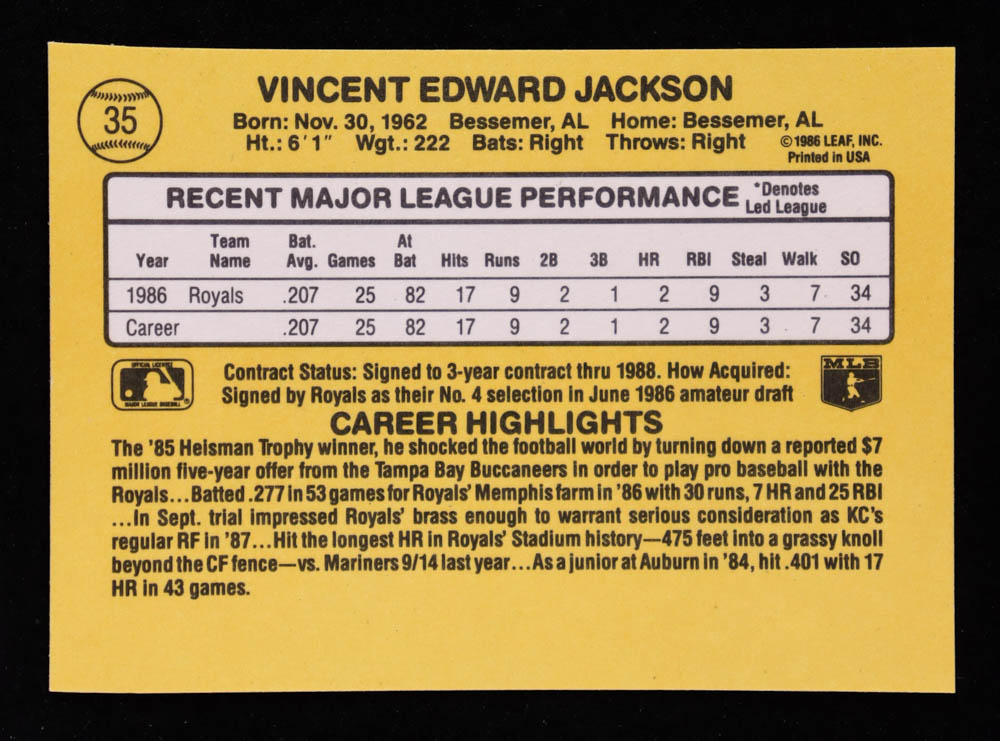 35
VINCENT EDWARD JACKSON
Born: Nov. 30, 1962 Bessemer, AL Home: Bessemer, AL
Ht.: 6'1" Wgt.: 222 Bats: Right Throws: Right
©1986 LEAF, INC.
Printed in USA
RECENT MAJOR LEAGUE PERFORMANCE *Denotes Led League
Year Team Name Bat. Avg. Games At Bat Hits Runs 2B 3B HR RBI Steal Walk SO
1986 Royals .207 25 82 17 9 2 1 2 9 3 7 34
Career .207 25 82 17 9 2 1 2 9 3 7 34
OFFICIAL LICENSEE
MAJOR LEAGUE BASEBALL ®
Contract Status: Signed to 3-year contract thru 1988. How Acquired:
Signed by Royals as their No. 4 selection in June 1986 amateur draft
MLB
CAREER HIGHLIGHTS
The '85 Heisman Trophy winner, he shocked the football world by turning down a reported $7
million five-year offer from the Tampa Bay Buccaneers in order to play pro baseball with the
Royals...Batted .277 in 53 games for Royals' Memphis farm in '86 with 30 runs, 7 HR and 25 RBI
...In Sept. trial impressed Royals' brass enough to warrant serious consideration as KC's
regular RF in '87...Hit the longest HR in Royals' Stadium history—475 feet into a grassy knoll
beyond the CF fence—vs. Mariners 9/14 last year...As a junior at Auburn in '84, hit .401 with 17
HR in 43 games.